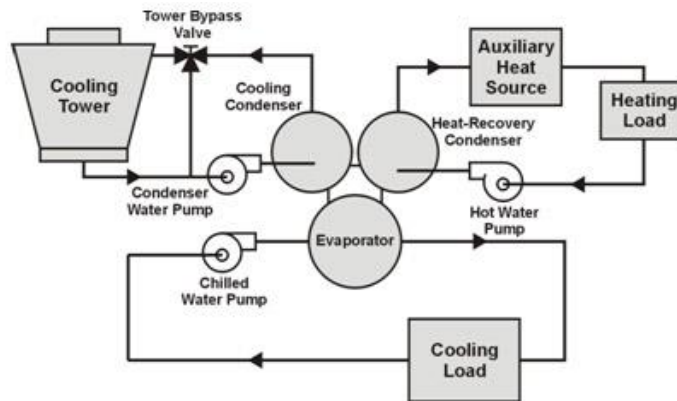 Tower Bypass
Valve
Cooling
Tower
Cooling
Condenser
Auxiliary
Heat
Source
Heating
Load
Heat-Recovery
Condenser
Condenser
Water Pump
Hot Water
Pump
Evaporator
Chilled
Water Pump
Cooling
Load